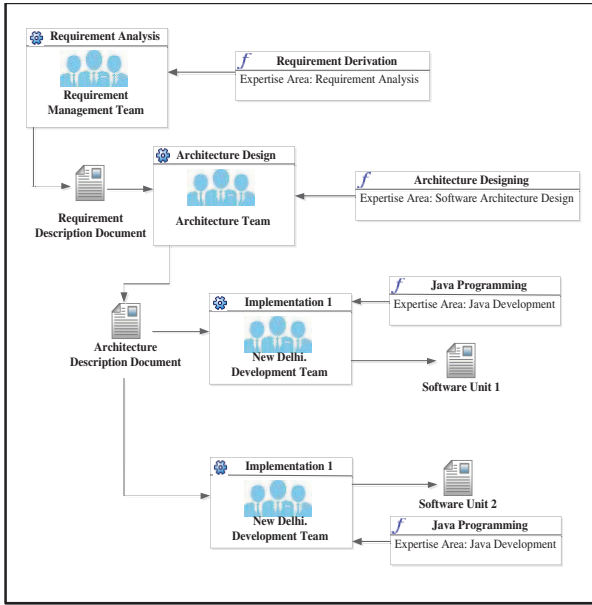 Requirement Analysis
Requirement
Management Team
f Requirement Derivation
Expertise Area: Requirement Analysis
Requirement
Description Document
Architecture Design
Architecture Team
f Architecture Designing
Expertise Area: Software Architecture Design
Architecture
Description Document
Implementation 1
New Delhi.
Development Team
f Java Programming
Expertise Area: Java Development
Software Unit 1
Implementation 1
New Delhi.
Development Team
Software Unit 2
f Java Programming
Expertise Area: Java Development